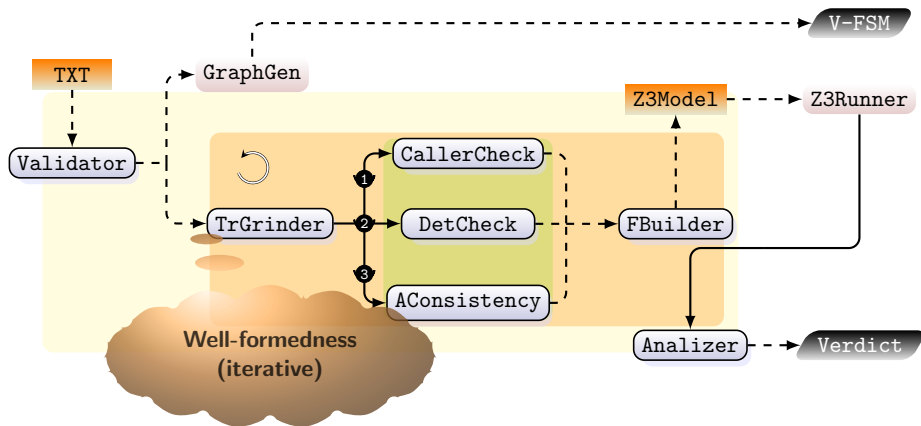 V-FSM
TXT
GraphGen
Z3Model
Z3Runner
Validator
CallerCheck
1
TrGrinder
2
DetCheck
FBuilder
3
AConsistency
Well-formedness
(iterative)
Analizer
Verdict